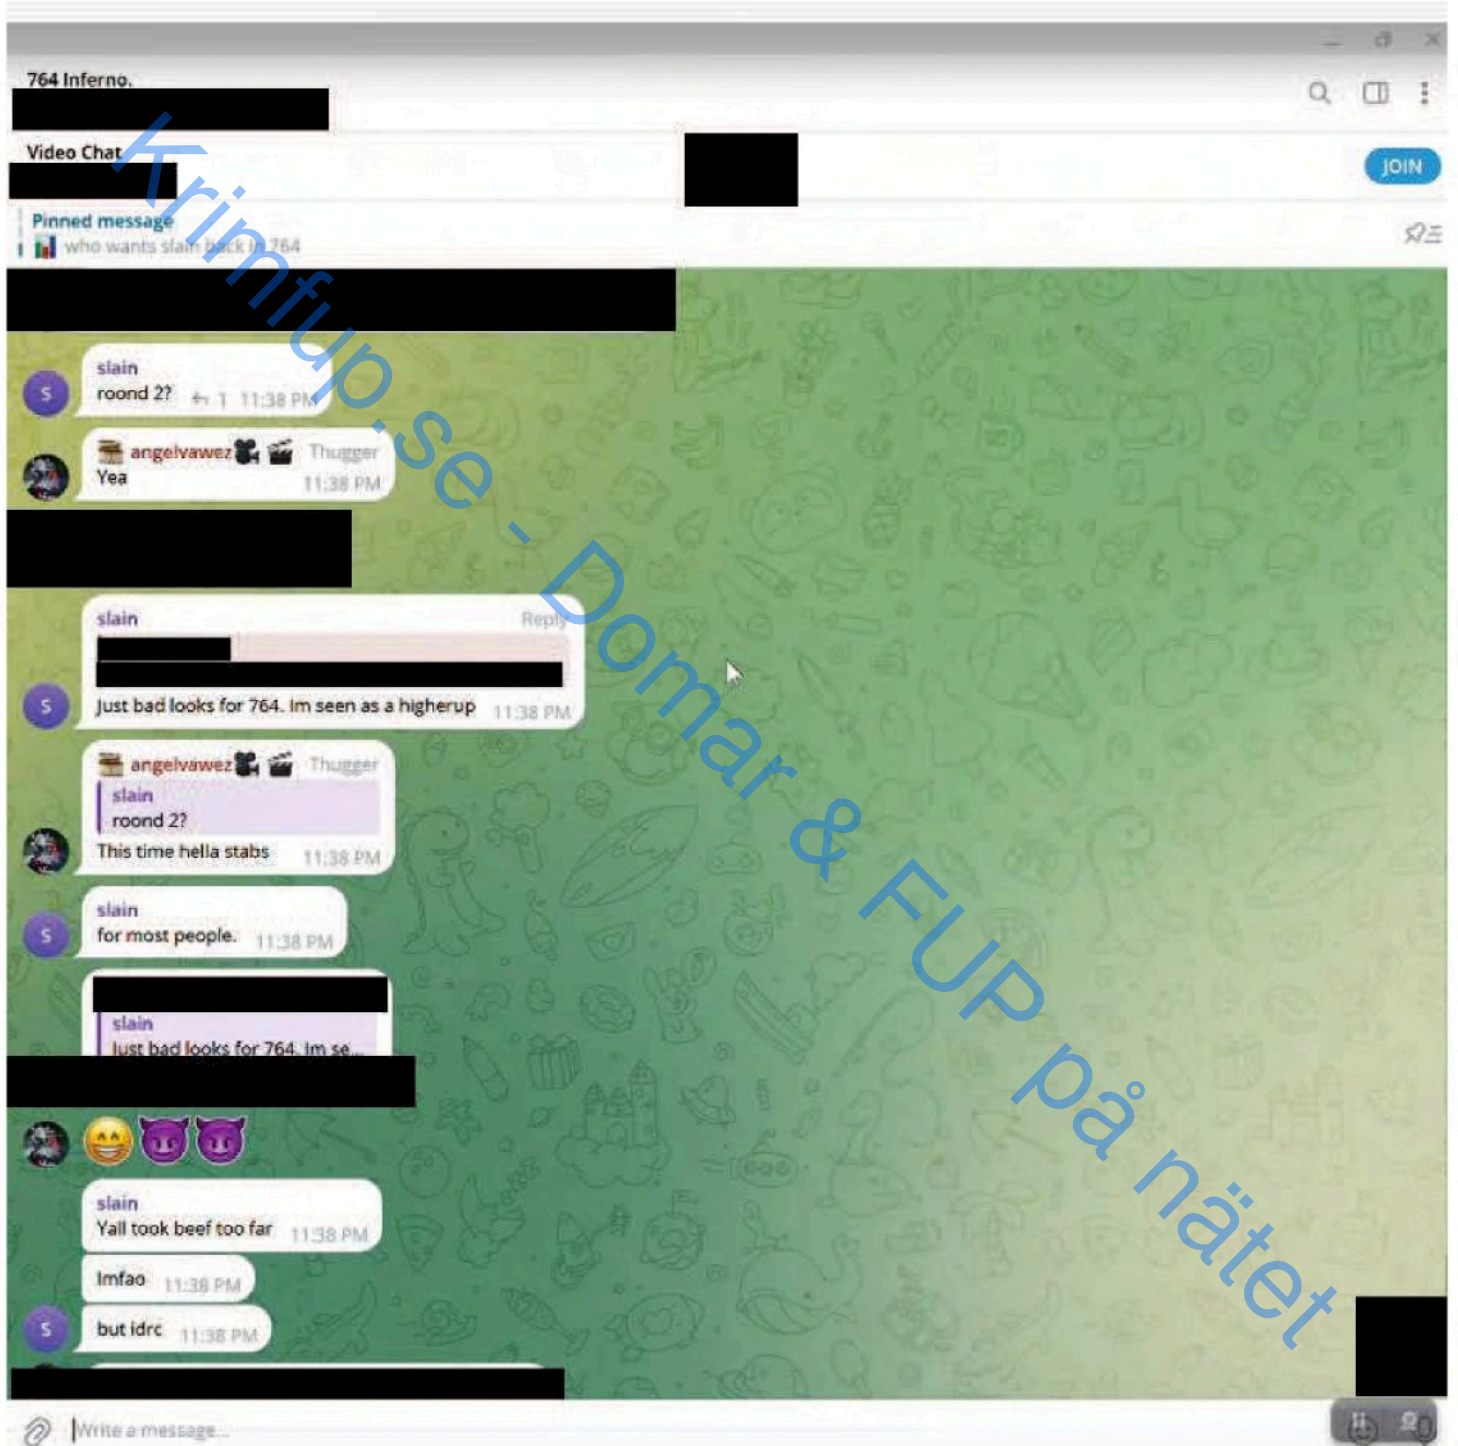 764 Inferno.
Video Chat
JOIN
Pinned message
who wants slain back in 764
slain
roond 2?
1 11:38 PM
angelvawez Thugger
Yea
11:38 PM
slain Reply
Just bad looks for 764. Im seen as a higherup
11:38 PM
angelvawez Thugger
slain
roond 2?
This time hella stabs
11:38 PM
slain
for most people.
11:38 PM
slain
Just bad looks for 764. Im se...
slain
Yall took beef too far
11:38 PM
lmfao
11:38 PM
but idrc
11:38 PM
Write a message...
S
S
S
S
Krimfup.se - Domar & FUP på nätet